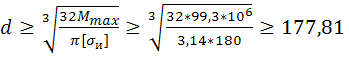 d ≥ ∛(32M_max / π[σ_и]) ≥ ∛(32*99,3*10^6 / 3,14*180) ≥ 177,81